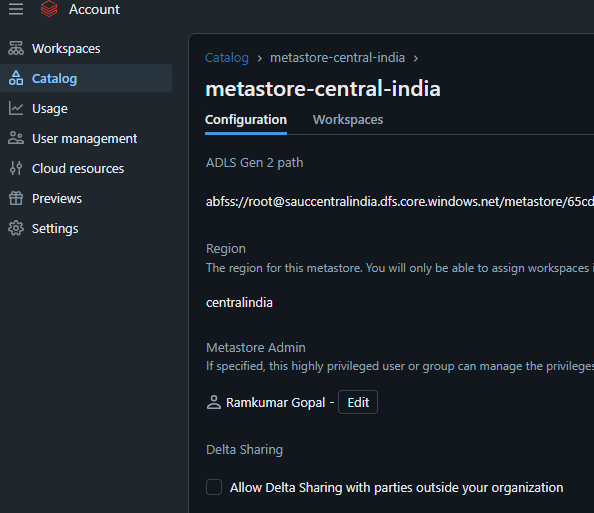 Account
Workspaces
Catalog
Usage
User management
Cloud resources
Previews
Settings
Catalog › metastore-central-india ›
metastore-central-india
Configuration Workspaces
ADLS Gen 2 path
abfss://root@sauccentralindia.dfs.core.windows.net/metastore/65cd
Region
The region for this metastore. You will only be able to assign workspaces i
centralindia
Metastore Admin
If specified, this highly privileged user or group can manage the privileges
Ramkumar Gopal - Edit
Delta Sharing
Allow Delta Sharing with parties outside your organization